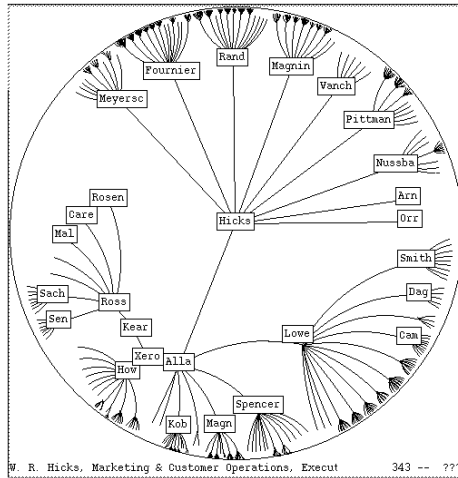 Rand
Fournier
Magnin
Vanch
Meyersc
Pittman
Nussba
Rosen
Arn
Care
Orr
Hicks
Mal
Smith
Sach
Dag
Ross
Sen
Kear
Lowe
Cam
Xero
Alla
How
Spencer
Kob
Magn
W. R. Hicks, Marketing & Customer Operations, Execut 343 -- ???